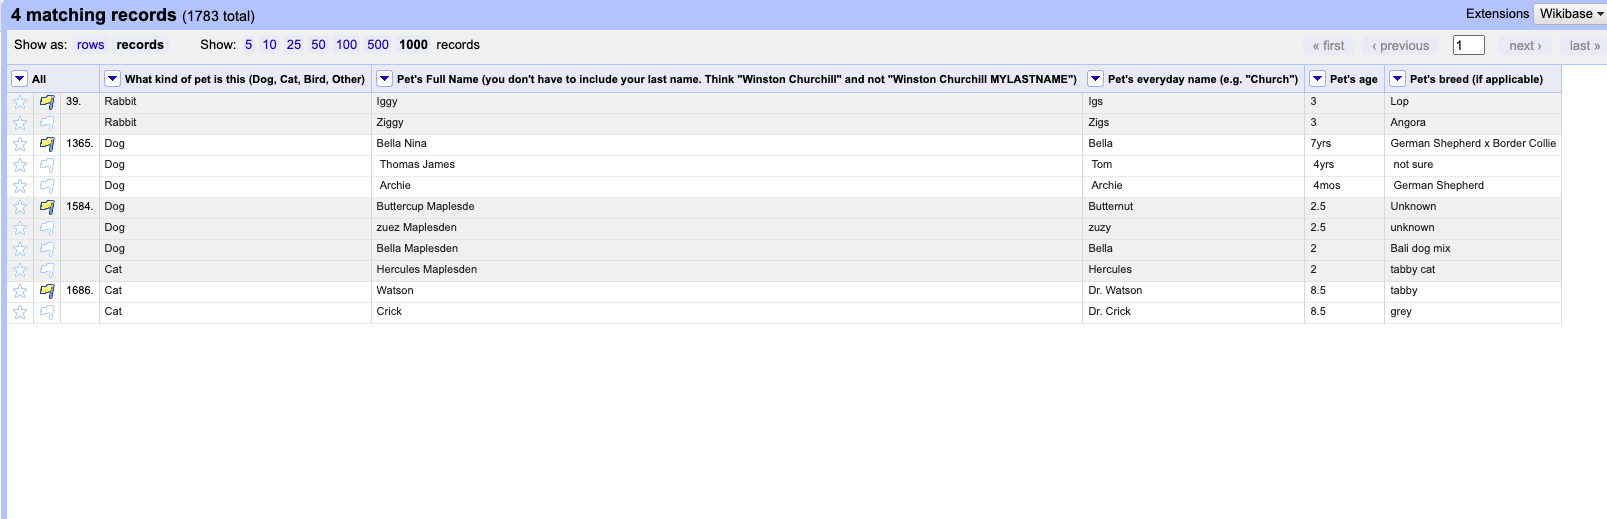 4 matching records (1783 total) Extensions Wikibase
Show as: rows records Show: 5 10 25 50 100 500 1000 records « first ‹ previous 1 next › last »
All What kind of pet is this (Dog, Cat, Bird, Other) Pet's Full Name (you don't have to include your last name. Think "Winston Churchill" and not "Winston Churchill MYLASTNAME") Pet's everyday name (e.g. "Church") Pet's age Pet's breed (if applicable)
39. Rabbit Iggy Igs 3 Lop
Rabbit Ziggy Zigs 3 Angora
1365. Dog Bella Nina Bella 7yrs German Shepherd x Border Collie
Dog Thomas James Tom 4yrs not sure
Dog Archie Archie 4mos German Shepherd
1584. Dog Buttercup Maplesde Butternut 2.5 Unknown
Dog zuez Maplesden zuzy 2.5 unknown
Dog Bella Maplesden Bella 2 Bali dog mix
Cat Hercules Maplesden Hercules 2 tabby cat
1686. Cat Watson Dr. Watson 8.5 tabby
Cat Crick Dr. Crick 8.5 grey